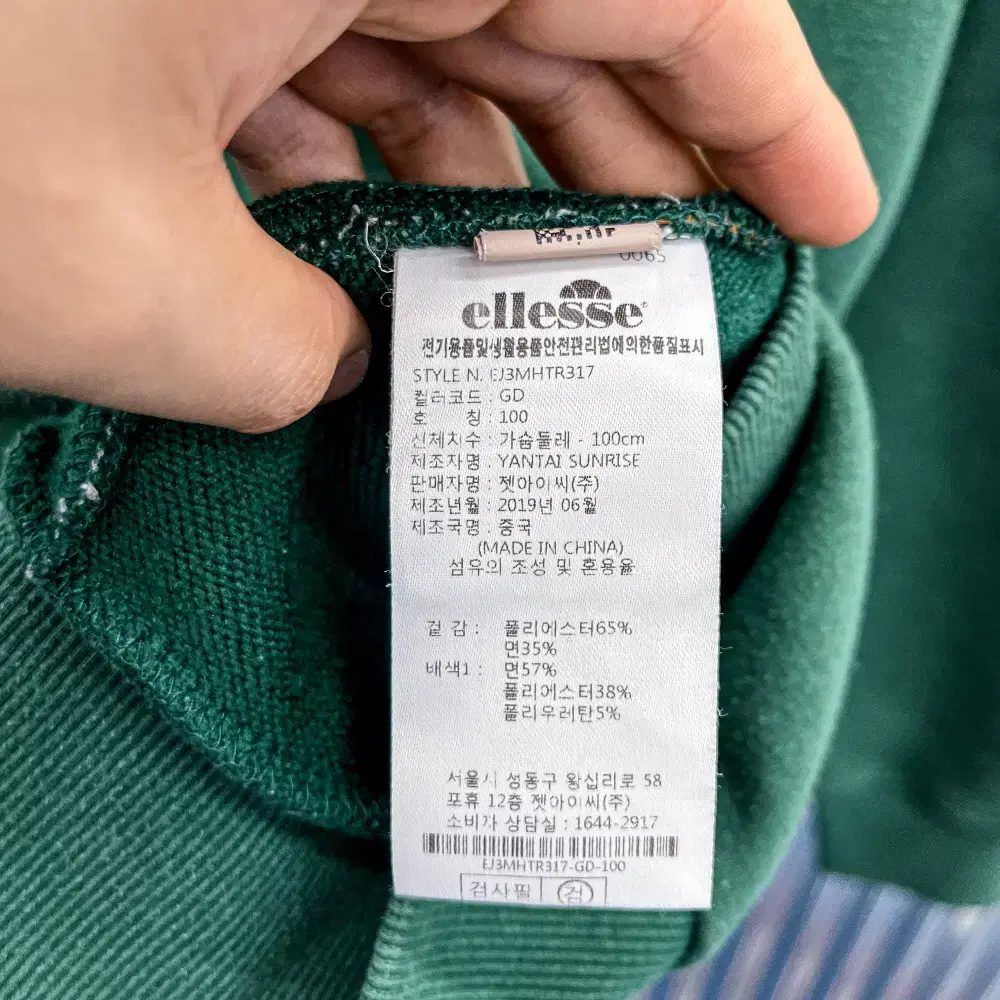 0065
ellesse
전기용품및생활용품안전관리법에의한품질표시
STYLE N. EJ3MHTR317
컬러코드 : GD
호 칭 : 100
신체치수 : 가슴둘레 - 100cm
제조자명 : YANTAI SUNRISE
판매자명 : 젯아이씨(주)
제조년월 : 2019년 06월
제조국명 : 중국
(MADE IN CHINA)
섬유의 조성 및 혼용율
겉 감 : 폴리에스터65%
면35%
배색1 : 면57%
폴리에스터38%
폴리우레탄5%
서울시 성동구 왕십리로 58
포휴 12층 젯아이씨(주)
소비자 상담실 : 1644-2917
EJ3MHTR317-GD-100
검사필 검